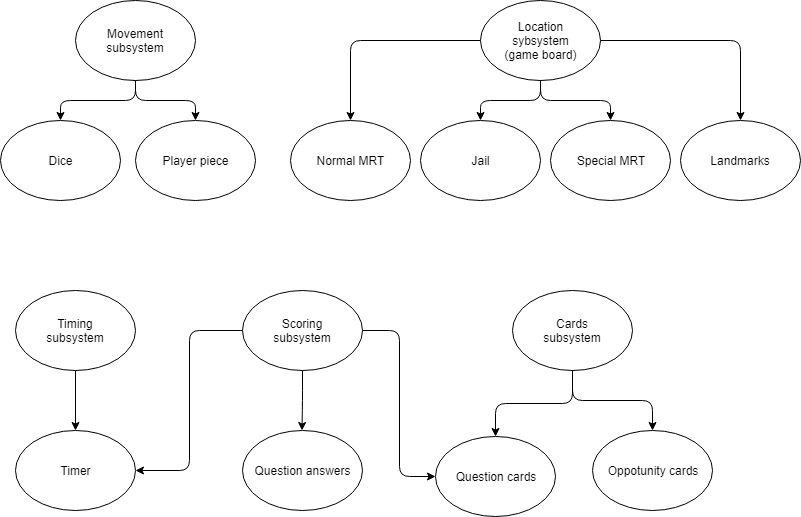 Movement
subsystem
Location
sybsystem
(game board)
Dice
Player piece
Normal MRT
Jail
Special MRT
Landmarks
Timing
subsystem
Scoring
subsystem
Cards
subsystem
Timer
Question answers
Question cards
Oppotunity cards